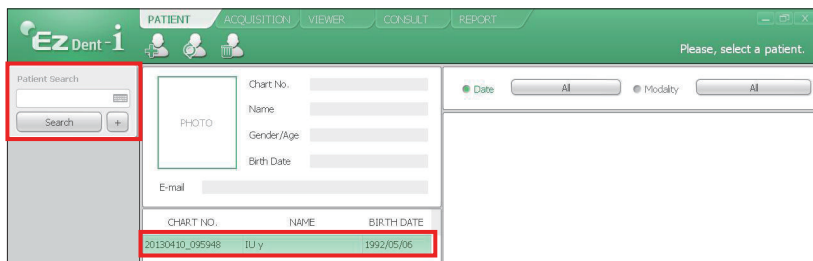 PATIENT ACQUISITION VIEWER CONSULT REPORT
Ez Dent-i
Please, select a patient.
Patient Search
Search +
PHOTO
Chart No.
Name
Gender/Age
Birth Date
E-mail
Date All Modality All
CHART NO. NAME BIRTH DATE
20130410_095948 IU y 1992/05/06